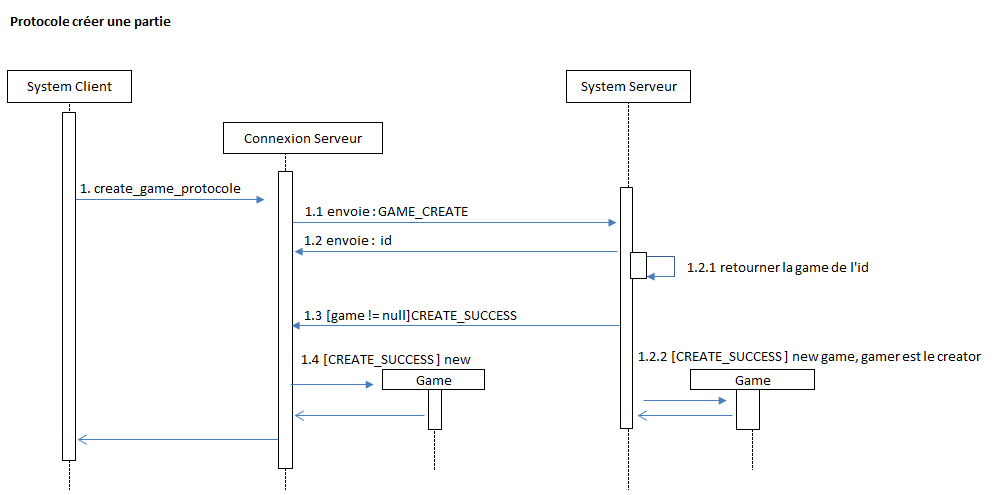 Protocole créer une partie
System Client
System Serveur
Connexion Serveur
1. create_game_protocole
1.1 envoie : GAME_CREATE
1.2 envoie : id
1.2.1 retourner la game de l'id
1.3 [game != null]CREATE_SUCCESS
1.4 [CREATE_SUCCESS ] new
1.2.2 [CREATE_SUCCESS ] new game, gamer est le creator
Game
Game